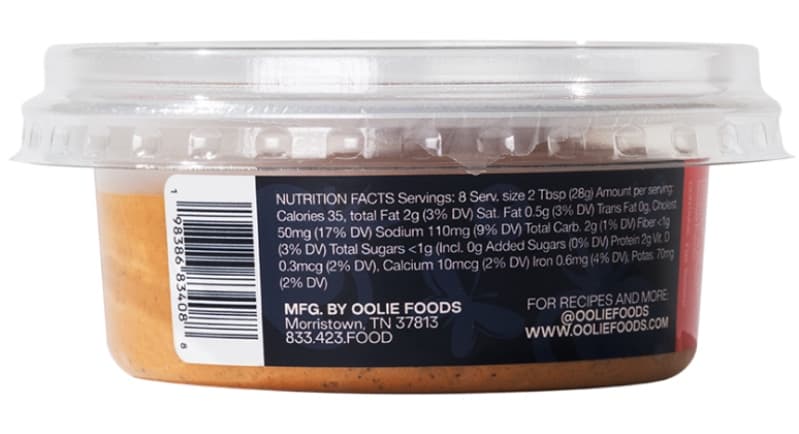 NUTRITION FACTS Servings: 8 Serv. size 2 Tbsp (28g) Amount per serving:
Calories 35, total Fat 2g (3% DV) Sat. Fat 0.5g (3% DV) Trans Fat 0g, Cholest.
50mg (17% DV) Sodium 110mg (9% DV) Total Carb. 2g (1% DV) Fiber <1g
(3% DV) Total Sugars <1g (Incl. 0g Added Sugars (0% DV) Protein 2g Vit. D
0.3mcg (2% DV), Calcium 10mcg (2% DV) Iron 0.6mg (4% DV), Potas. 70mg
(2% DV)
MFG. BY OOLIE FOODS
Morristown, TN 37813
833.423.FOOD
FOR RECIPES AND MORE:
@OOLIEFOODS
WWW.OOLIEFOODS.COM
1 98386 83408 8